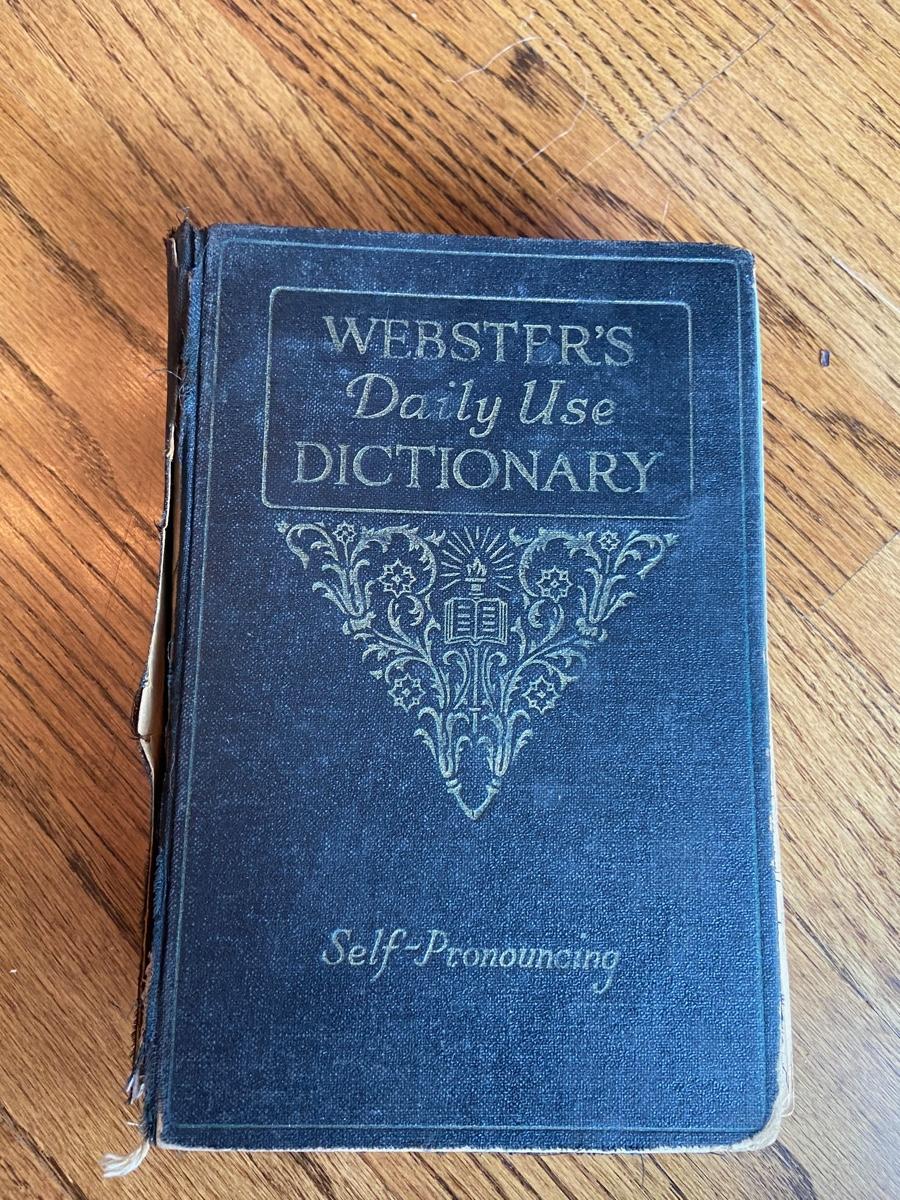 WEBSTER'S
Daily Use
DICTIONARY
Self-Pronouncing